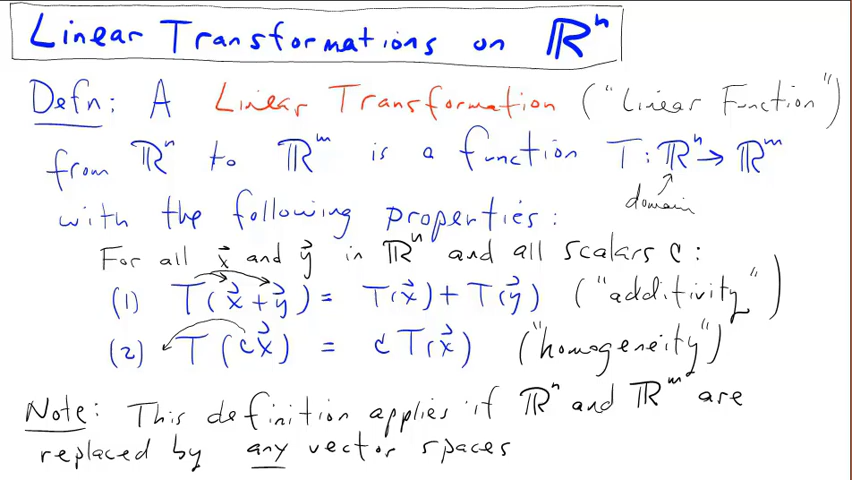 Linear Transformations on ℝⁿ
Defn: A Linear Transformation ("Linear Function")
from ℝⁿ to ℝᵐ is a function T: ℝⁿ → ℝᵐ
domain
with the following properties:
For all x⃗ and y⃗ in ℝⁿ and all scalars c:
(1) T(x⃗+y⃗) = T(x⃗) + T(y⃗) ("additivity")
(2) T(cx⃗) = cT(x⃗) ("homogeneity")
Note: This definition applies if ℝⁿ and ℝᵐ are
replaced by any vector spaces